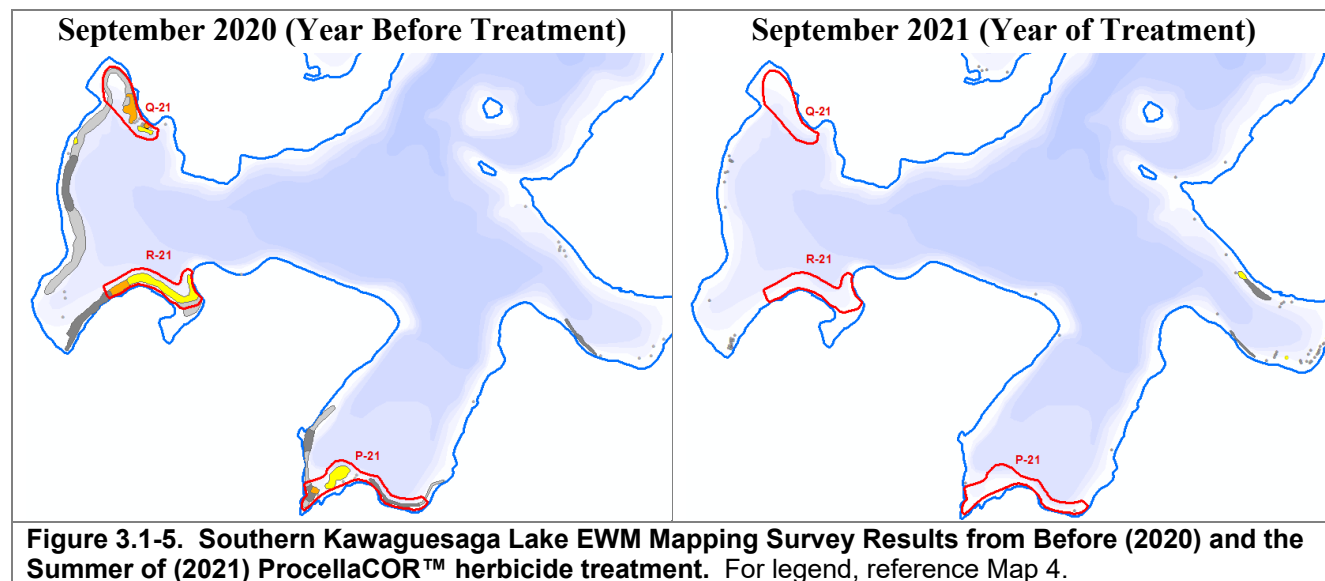 September 2020 (Year Before Treatment)
September 2021 (Year of Treatment)
Q-21
R-21
P-21
Q-21
R-21
P-21
Figure 3.1-5. Southern Kawaguesaga Lake EWM Mapping Survey Results from Before (2020) and the
Summer of (2021) ProcellaCOR™ herbicide treatment. For legend, reference Map 4.